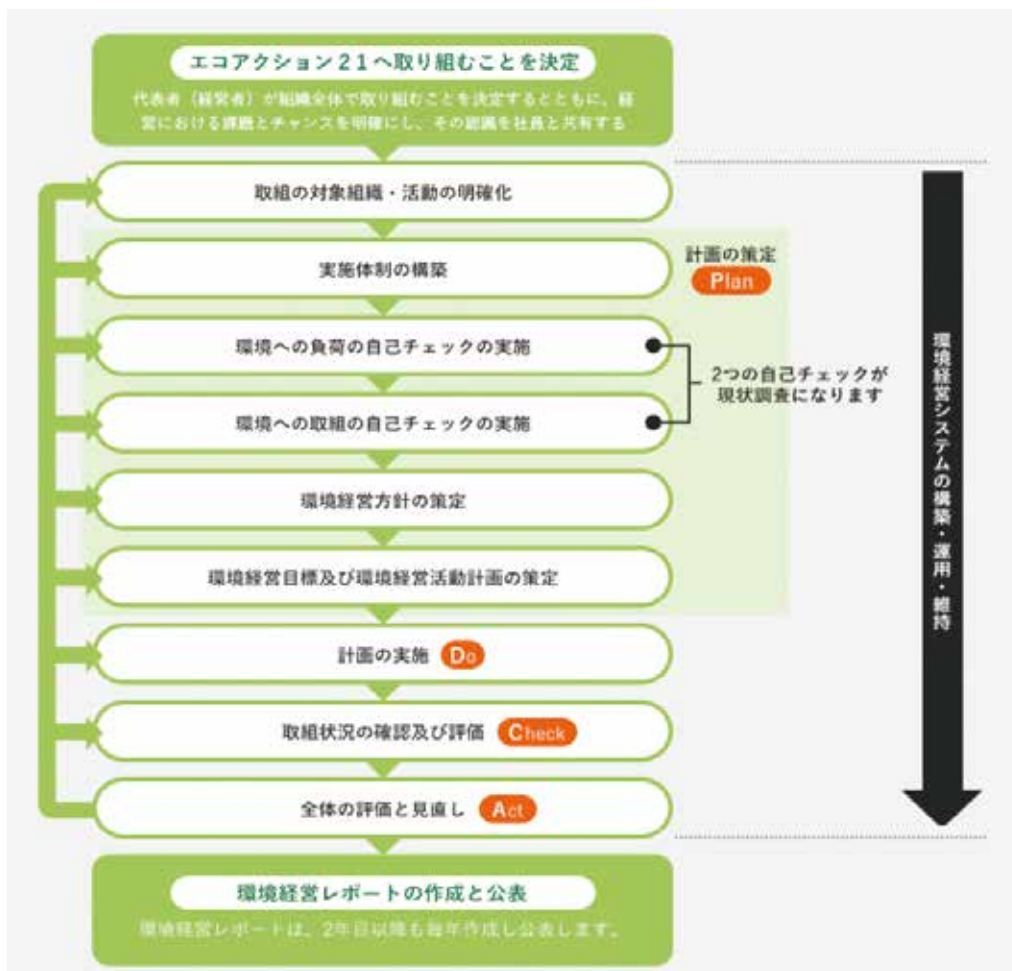 エコアクション21へ取り組むことを決定
代表者（経営者）が組織全体で取り組むことを決定するとともに、経
営における課題とチャンスを明確にし、その認識を社員と共有する
取組の対象組織・活動の明確化
実施体制の構築
計画の策定
Plan
環境への負荷の自己チェックの実施
2つの自己チェックが
現状調査になります
環境への取組の自己チェックの実施
環境経営方針の策定
環境経営目標及び環境経営活動計画の策定
計画の実施 Do
取組状況の確認及び評価 Check
全体の評価と見直し Act
環境経営システムの構築・運用・維持
環境経営レポートの作成と公表
環境経営レポートは、2年目以降も毎年作成し公表します。